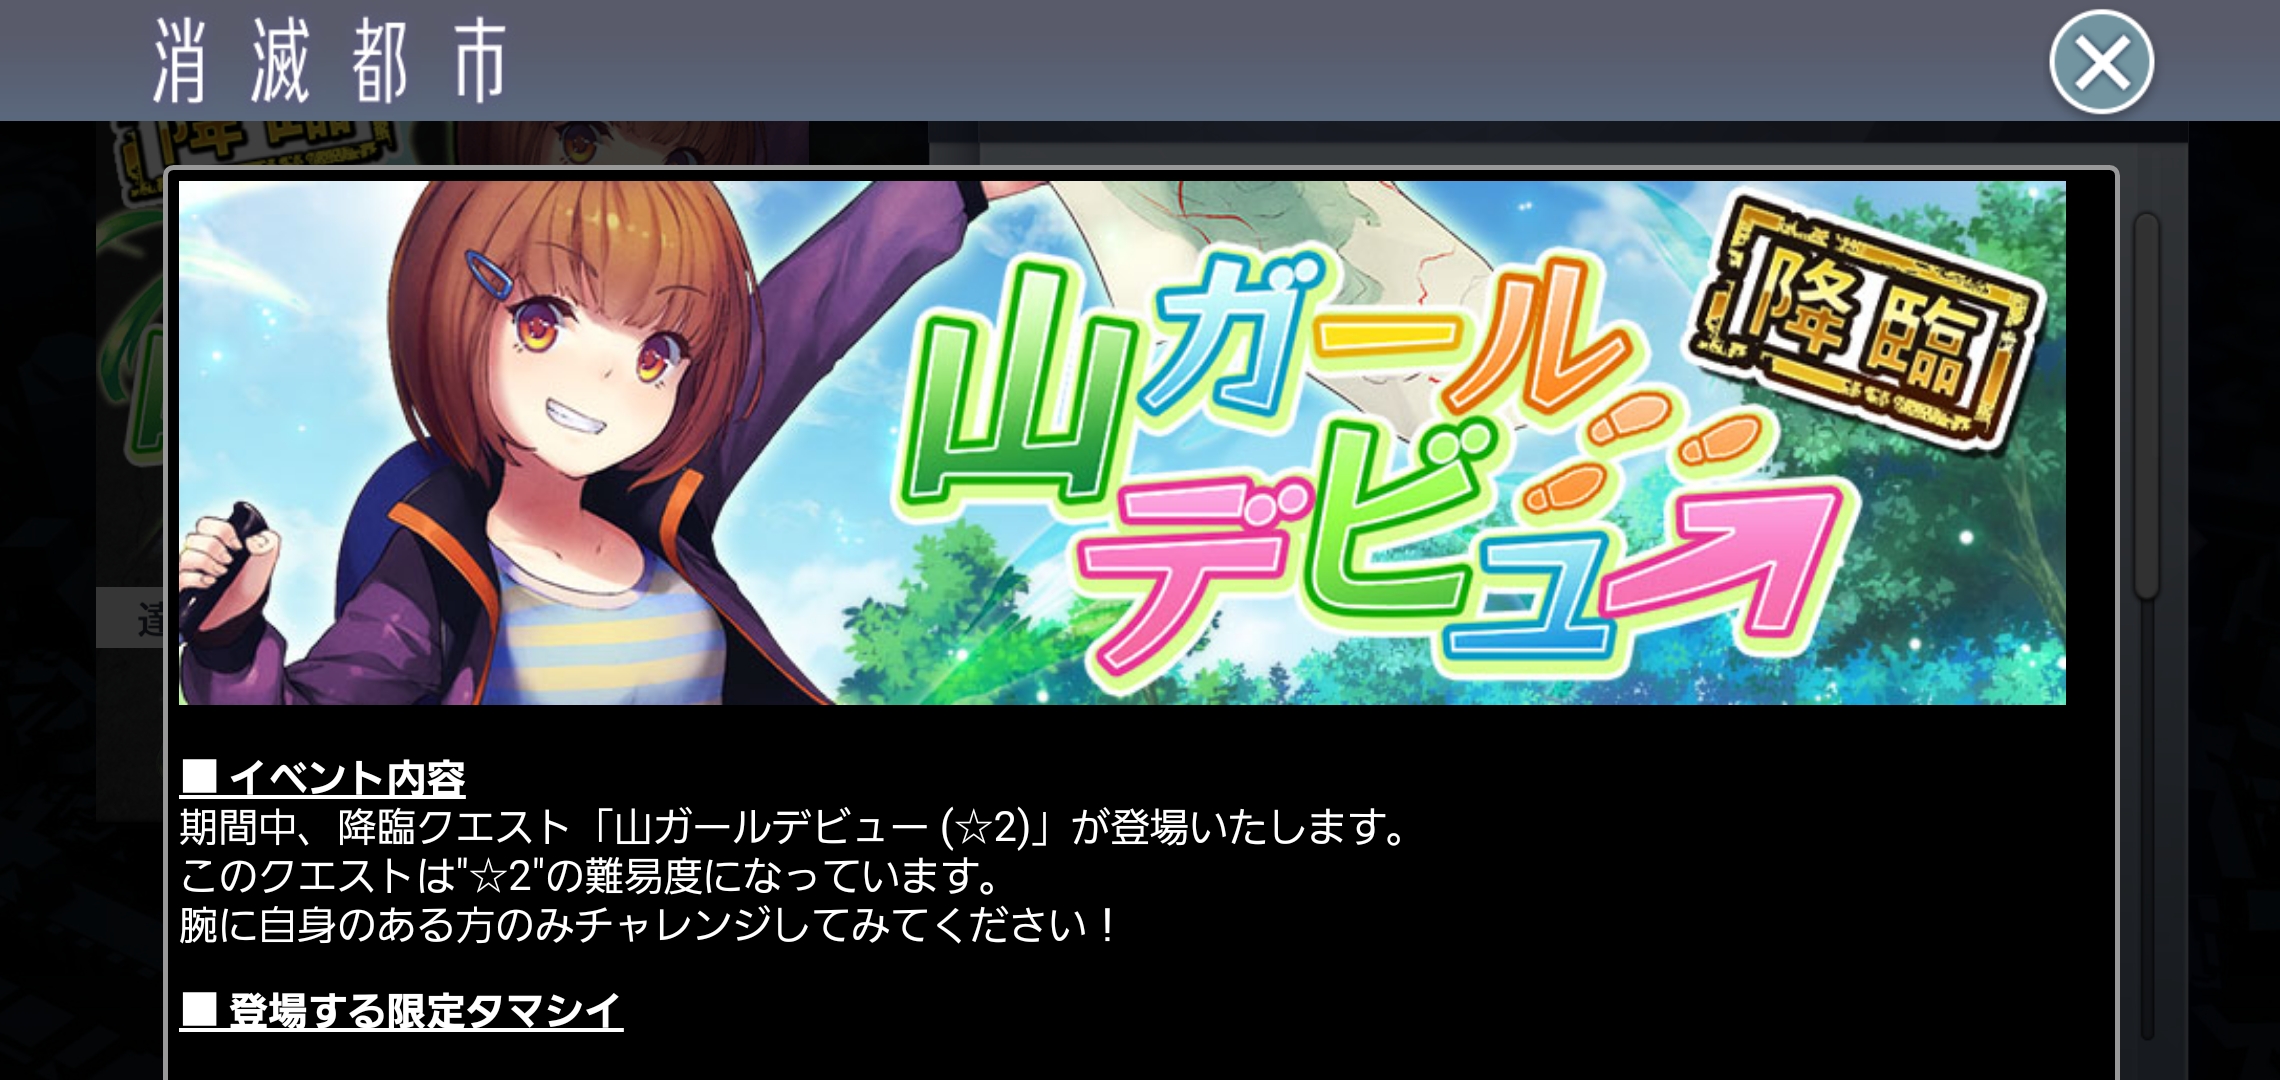 消滅都市
降臨
山ガール
デビュー
■ イベント内容
期間中、降臨クエスト「山ガールデビュー (☆2)」が登場いたします。
このクエストは"☆2"の難易度になっています。
腕に自身のある方のみチャレンジしてみてください！
■ 登場する限定タマシイ